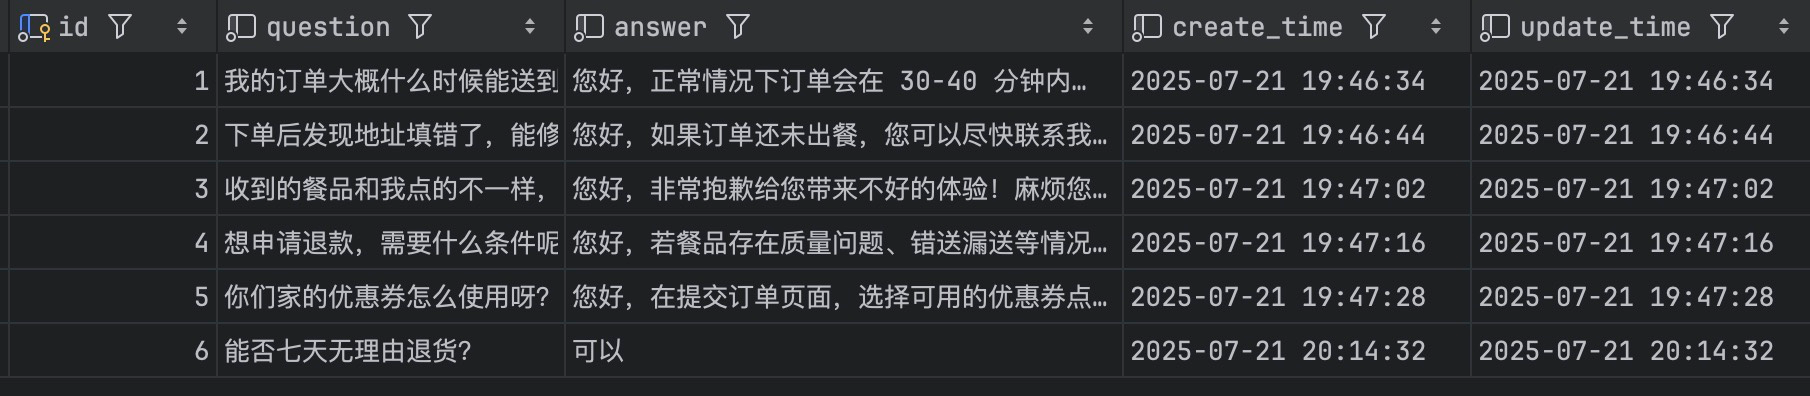 id question answer create_time update_time
1 我的订单大概什么时候能送到 您好，正常情况下订单会在 30-40 分钟内… 2025-07-21 19:46:34 2025-07-21 19:46:34
2 下单后发现地址填错了，能修 您好，如果订单还未出餐，您可以尽快联系我… 2025-07-21 19:46:44 2025-07-21 19:46:44
3 收到的餐品和我点的不一样， 您好，非常抱歉给您带来不好的体验！麻烦您… 2025-07-21 19:47:02 2025-07-21 19:47:02
4 想申请退款，需要什么条件呢 您好，若餐品存在质量问题、错送漏送等情况… 2025-07-21 19:47:16 2025-07-21 19:47:16
5 你们家的优惠券怎么使用呀？ 您好，在提交订单页面，选择可用的优惠券点… 2025-07-21 19:47:28 2025-07-21 19:47:28
6 能否七天无理由退货？ 可以 2025-07-21 20:14:32 2025-07-21 20:14:32